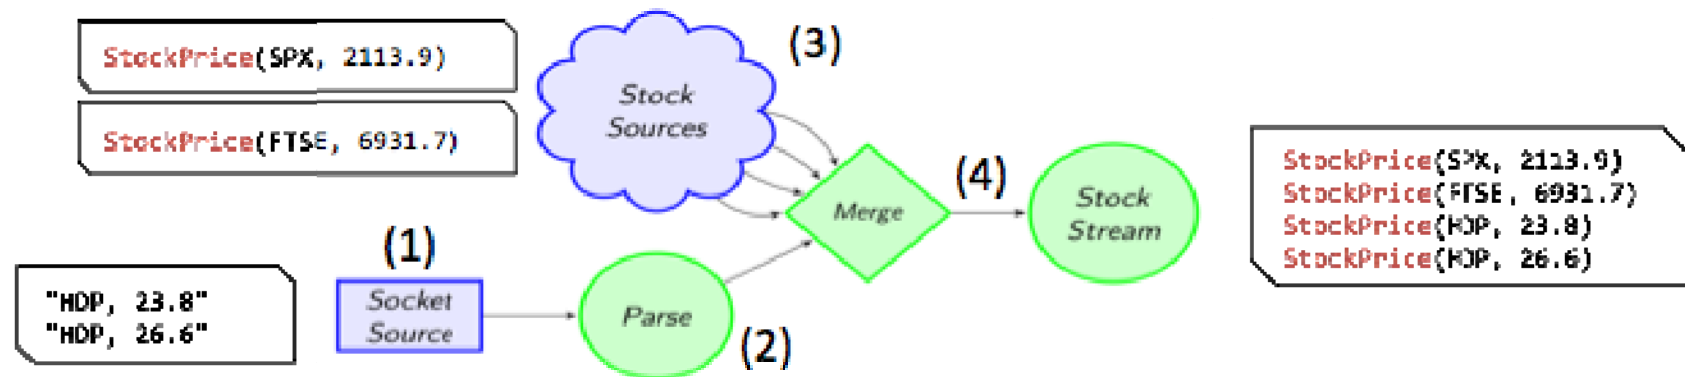 StockPrice(SPX, 2113.9)
StockPrice(FTSE, 6931.7)
Stock
Sources
(3)
(1)
"HDP, 23.8"
"HDP, 26.6"
Socket
Source
Parse
(2)
Merge
(4)
Stock
Stream
StockPrice(SPX, 2113.9)
StockPrice(FTSE, 6931.7)
StockPrice(HDP, 23.8)
StockPrice(HDP, 26.6)